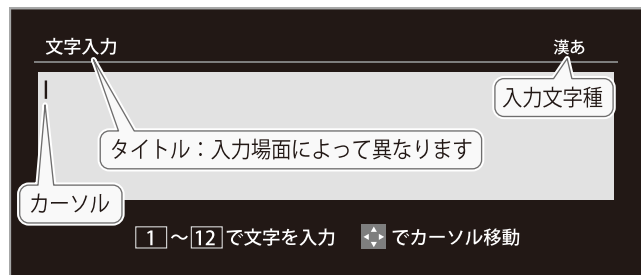 文字入力
漢あ
入力文字種
タイトル：入力場面によって異なります
カーソル
1～12で文字を入力 でカーソル移動